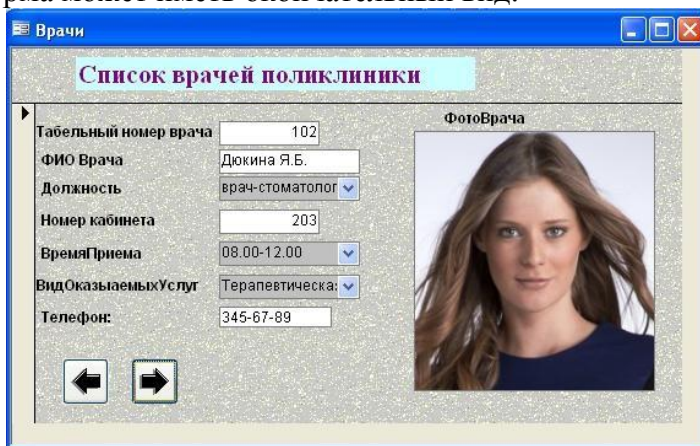 Врачи
Список врачей поликлиники
Табельный номер врача 102
ФИО Врача Дюкина Я.Б.
Должность врач-стоматолог
Номер кабинета 203
ВремяПриема 08.00-12.00
ВидОказыаемыхУслуг Терапевтическа
Телефон: 345-67-89
ФотоВрача